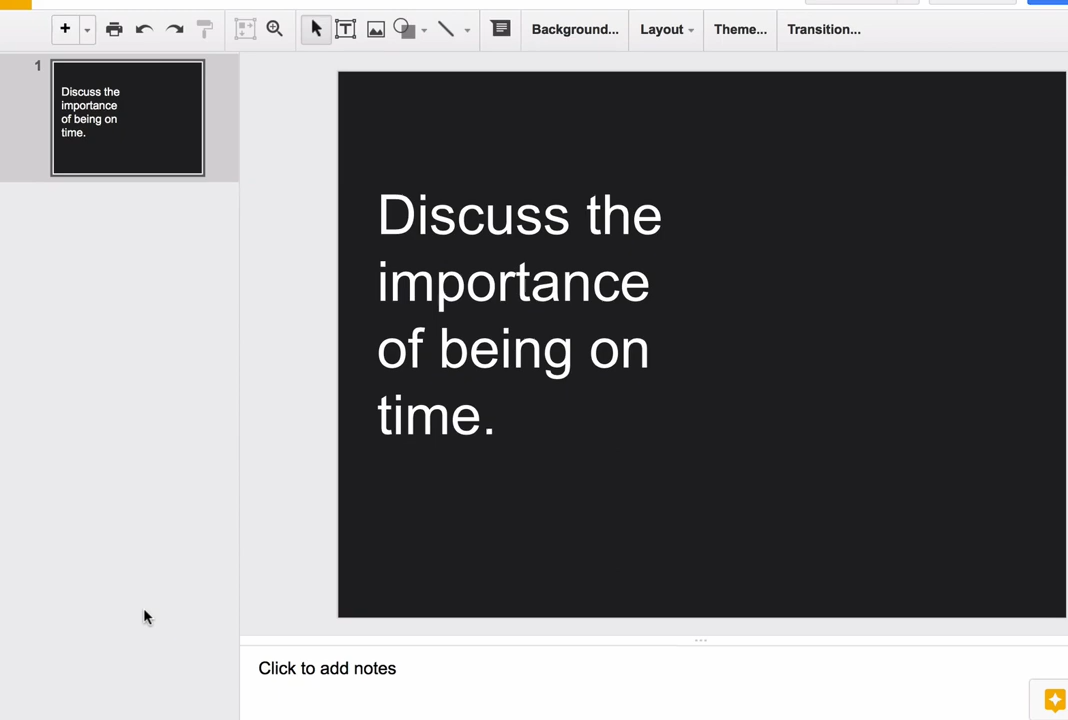 Background...
Layout
Theme...
Transition...
1
Discuss the
importance
of being on
time.
Discuss the
importance
of being on
time.
Click to add notes